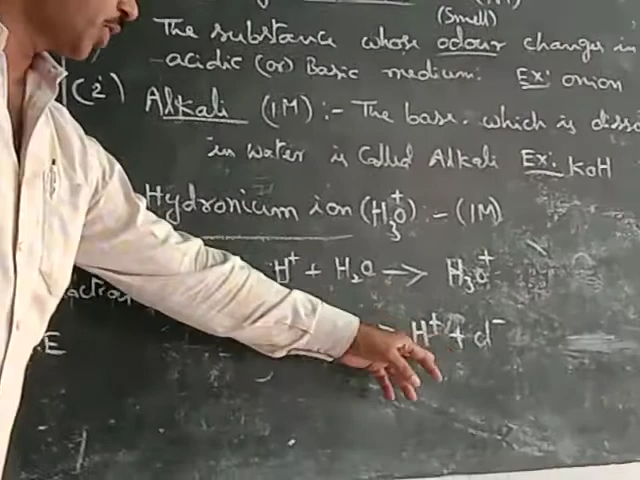 (Smell)
The substance whose odour changes in
acidic (or) Basic medium: Ex: onion
(2) Alkali (1M) :- The base. which is disso
in water is called Alkali Ex: KOH
Hydronium ion (H₃O⁺) - (1M)
H⁺ + H₂O → H₃O⁺
H⁺ + cl⁻
E